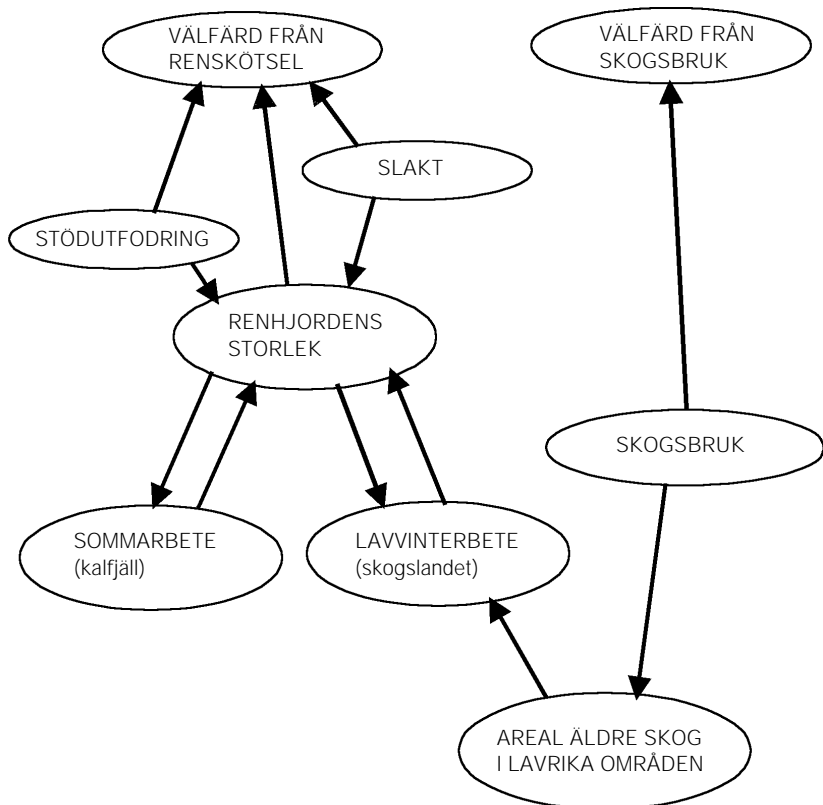 VÄLFÄRD FRÅN
RENSKÖTSEL
VÄLFÄRD FRÅN
SKOGSBRUK
SLAKT
STÖDUTFODRING
RENHJORDENS
STORLEK
SKOGSBRUK
SOMMARBETE
(kalfjäll)
LAVVINTERBETE
(skogslandet)
AREAL ÄLDRE SKOG
I LAVRIKA OMRÅDEN